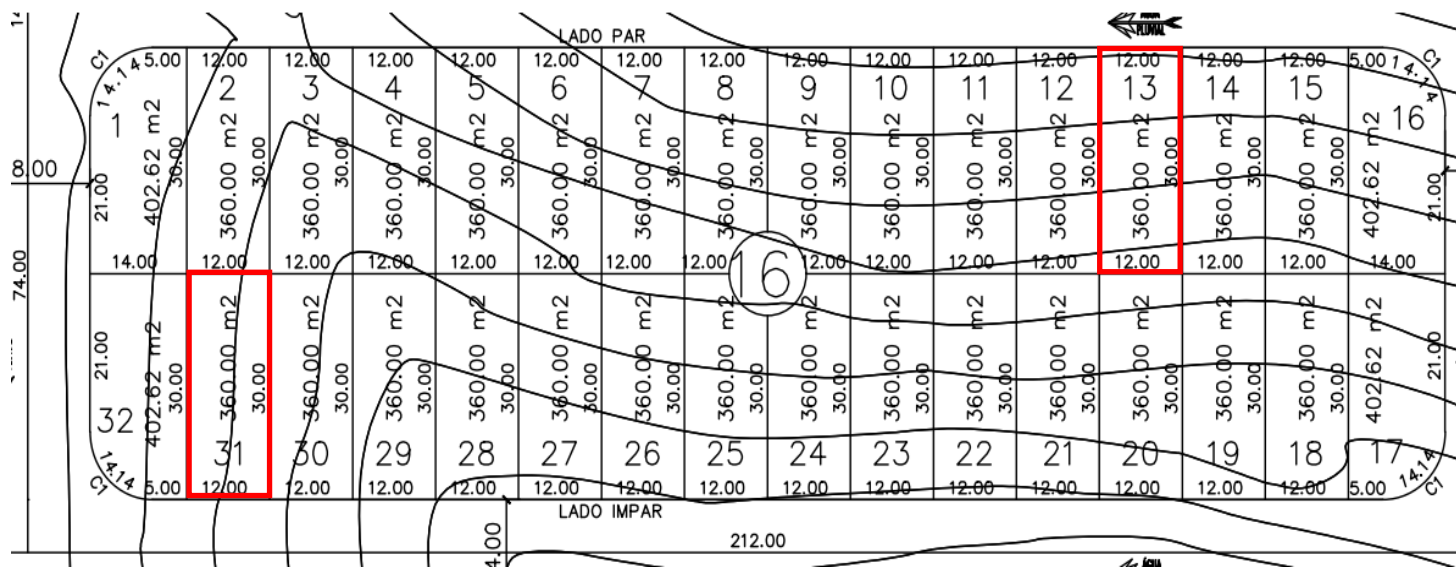 LADO PAR
PLUVIAL
C1 14.14 5.00 12.00 12.00 12.00 12.00 12.00 12.00 12.00 12.00 12.00 12.00 12.00 12.00 12.00 12.00 5.00 14.14 C1
1 2 3 4 5 6 7 8 9 10 11 12 13 14 15 16
402.62 m2 360.00 m2 360.00 m2 360.00 m2 360.00 m2 360.00 m2 360.00 m2 360.00 m2 360.00 m2 360.00 m2 360.00 m2 360.00 m2 360.00 m2 360.00 m2 360.00 m2 402.62 m2
30.00 30.00 30.00 30.00 30.00 30.00 30.00 30.00 30.00 30.00 30.00 30.00 30.00 30.00 30.00
8.00
21.00 21.00
14.00 12.00 12.00 12.00 12.00 12.00 12.00 12.00 12.00 12.00 12.00 12.00 12.00 12.00 12.00 14.00
16
74.00
402.62 m2 360.00 m2 360.00 m2 360.00 m2 360.00 m2 360.00 m2 360.00 m2 360.00 m2 360.00 m2 360.00 m2 360.00 m2 360.00 m2 360.00 m2 360.00 m2 360.00 m2 402.62 m2
21.00 21.00
30.00 30.00 30.00 30.00 30.00 30.00 30.00 30.00 30.00 30.00 30.00 30.00 30.00 30.00 30.00
32 31 30 29 28 27 26 25 24 23 22 21 20 19 18 17
C1 14.14 5.00 12.00 12.00 12.00 12.00 12.00 12.00 12.00 12.00 12.00 12.00 12.00 12.00 12.00 12.00 5.00 14.14 C1
LADO IMPAR
212.00
ÁGUA